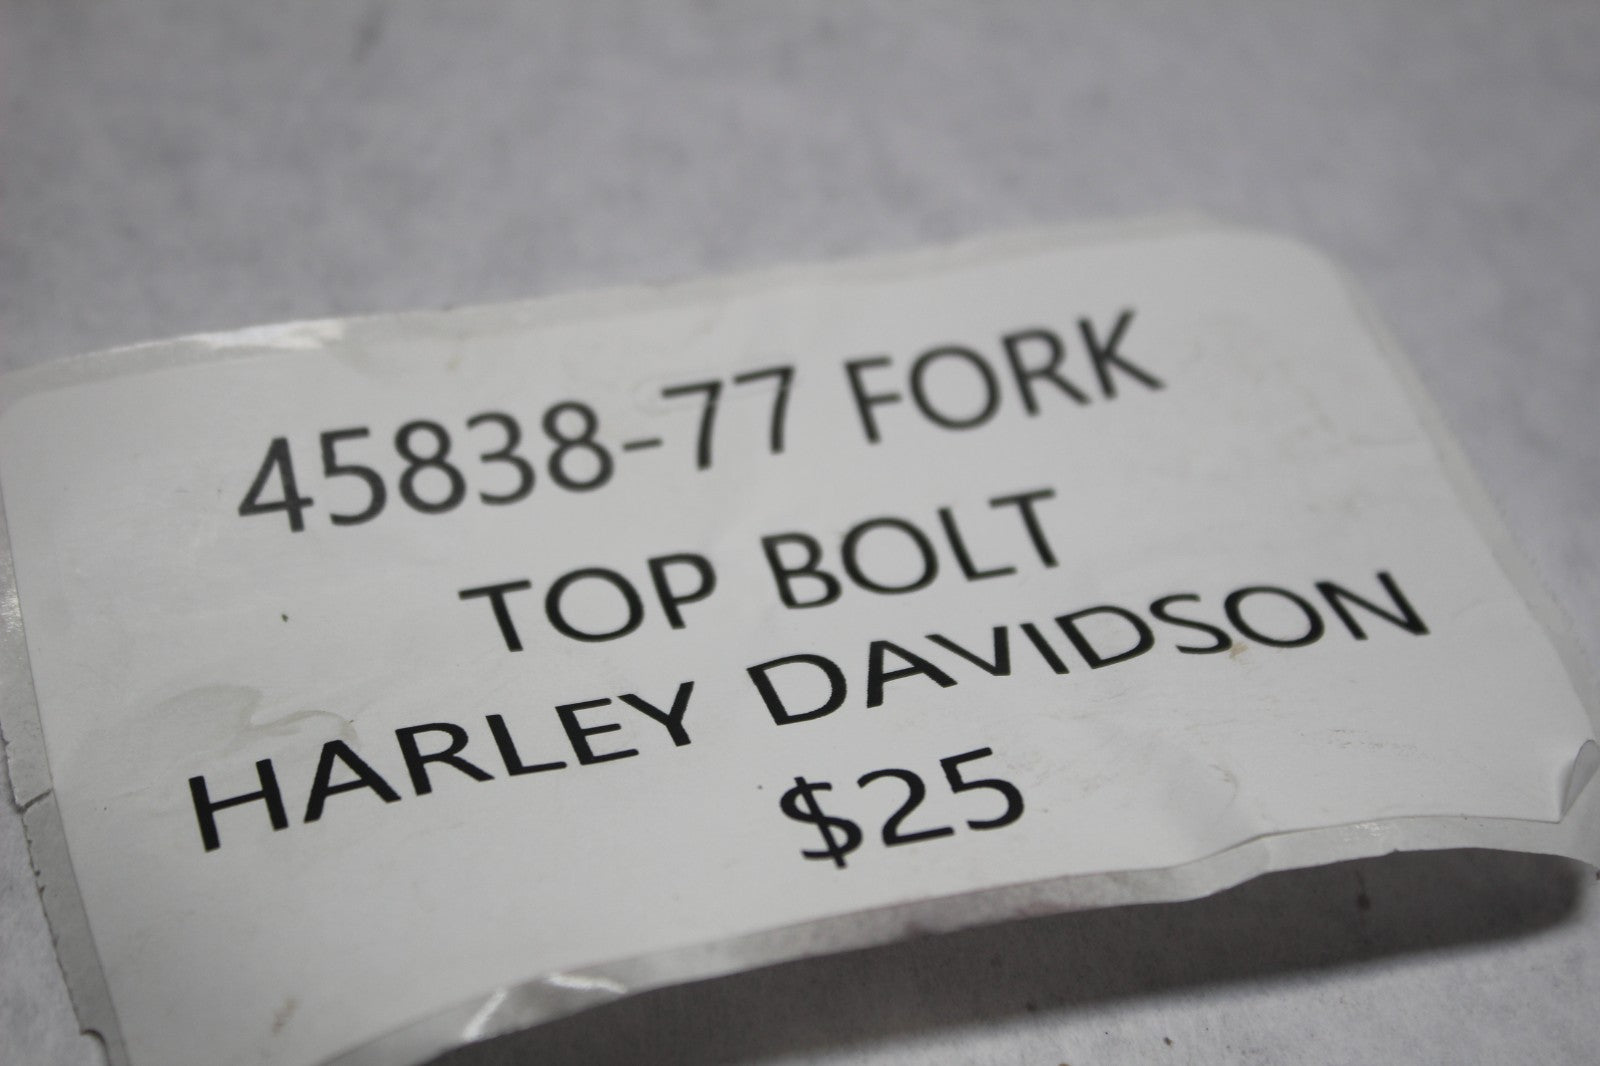 45838-77 FORK
TOP BOLT
HARLEY DAVIDSON
$25